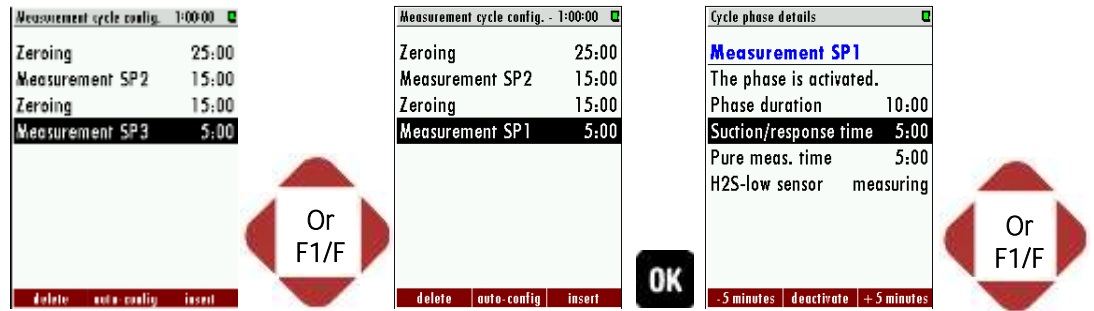 Measurement cycle config. 1:00:00
Zeroing 25:00
Measurement SP2 15:00
Zeroing 15:00
Measurement SP3 5:00
delete auto-config insert
Or
F1/F
Measurement cycle config. - 1:00:00
Zeroing 25:00
Measurement SP2 15:00
Zeroing 15:00
Measurement SP1 5:00
delete auto-config insert
OK
Cycle phase details
Measurement SP1
The phase is activated.
Phase duration 10:00
Suction/response time 5:00
Pure meas. time 5:00
H2S-low sensor measuring
-5 minutes deactivate +5 minutes
Or
F1/F